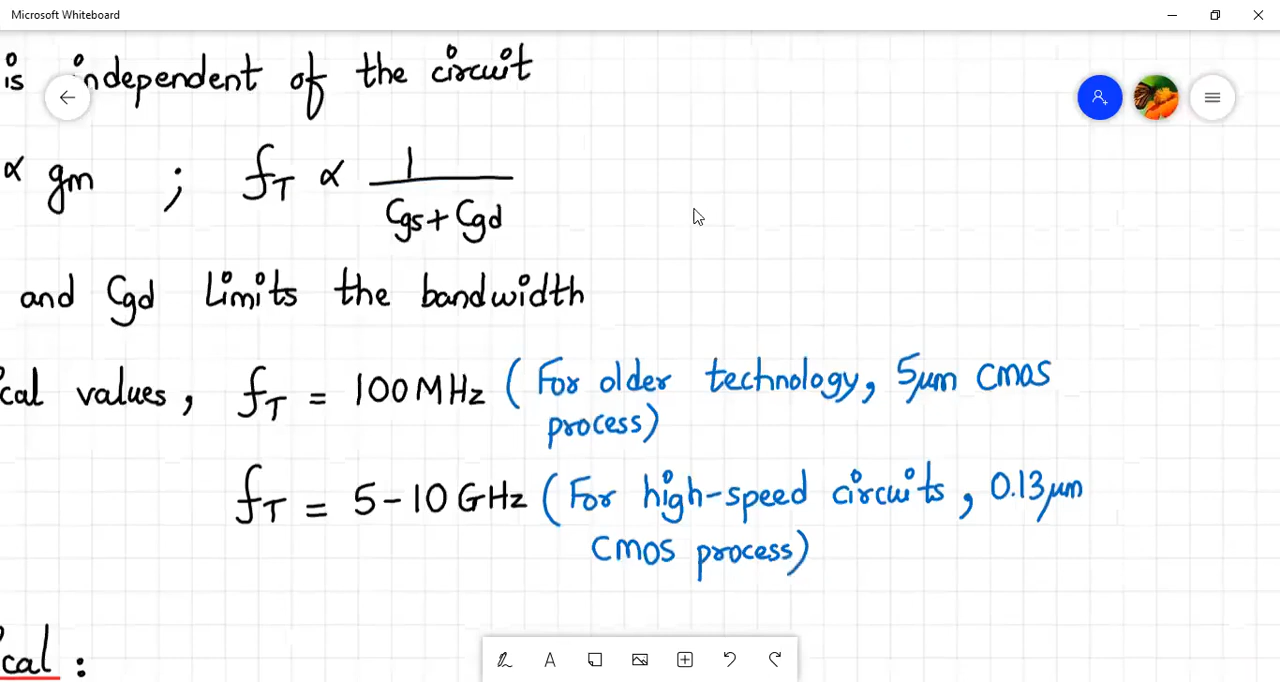 Microsoft Whiteboard
is independent of the circuit
∝ gm ; fT ∝ 1 / (Cgs + Cgd)
and Cgd Limits the bandwidth
cal values, fT = 100 MHz (For older technology, 5μm CMOS
process)
fT = 5-10 GHz (For high-speed circuits, 0.13μm
CMOS process)
cal :